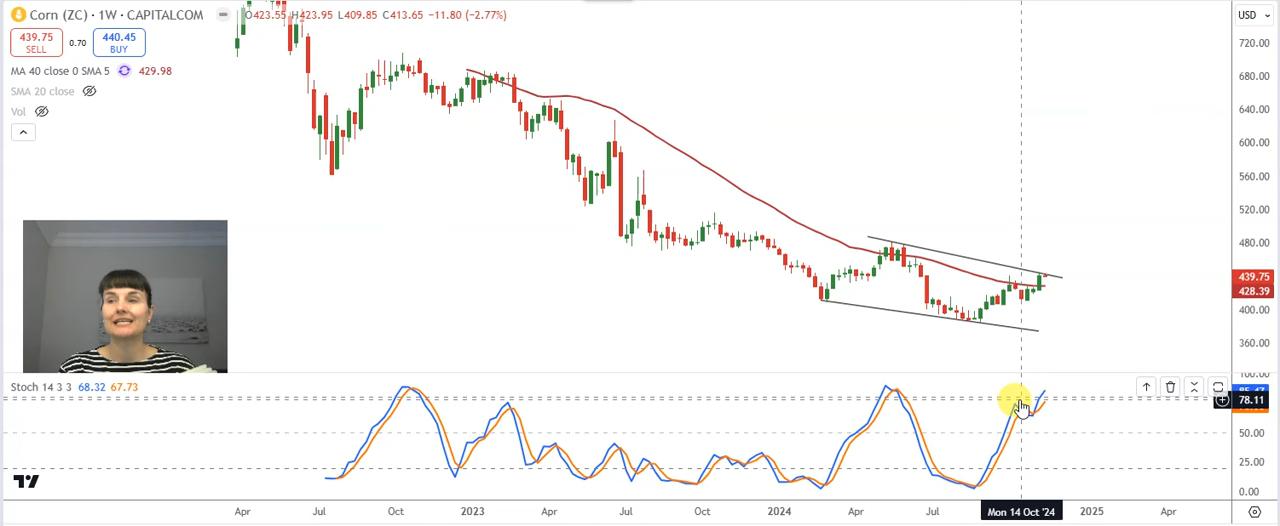 Corn (ZC) · 1W · CAPITALCOM
O423.55 H423.95 L409.85 C413.65 −11.80 (−2.77%)
USD
439.75
SELL
0.70
440.45
BUY
MA 40 close 0 SMA 5 429.98
SMA 20 close
Vol
720.00
680.00
640.00
600.00
560.00
520.00
480.00
439.75
428.39
400.00
360.00
100.00
Stoch 14 3 3 68.32 67.73
78.11
50.00
25.00
0.00
Apr
Jul
Oct
2023
Apr
Jul
Oct
2024
Apr
Jul
Mon 14 Oct '24
2025
Apr